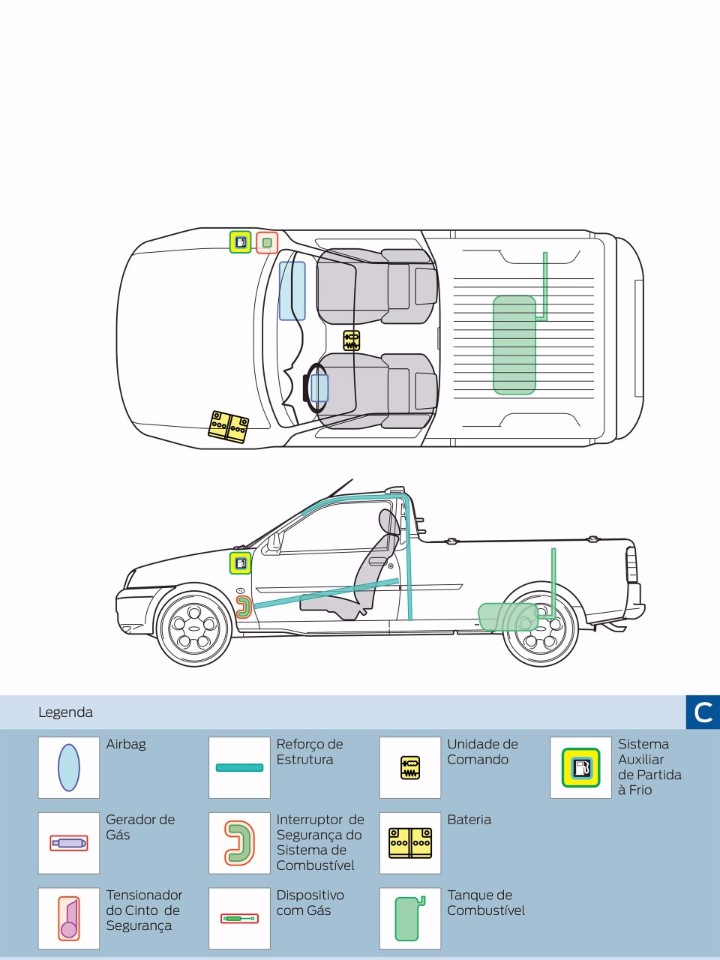 Legenda
C
Airbag
Reforço de
Estrutura
Unidade de
Comando
Sistema
Auxiliar
de Partida
à Frio
Gerador de
Gás
Interruptor de
Segurança do
Sistema de
Combustível
Bateria
Tensionador
do Cinto de
Segurança
Dispositivo
com Gás
Tanque de
Combustível